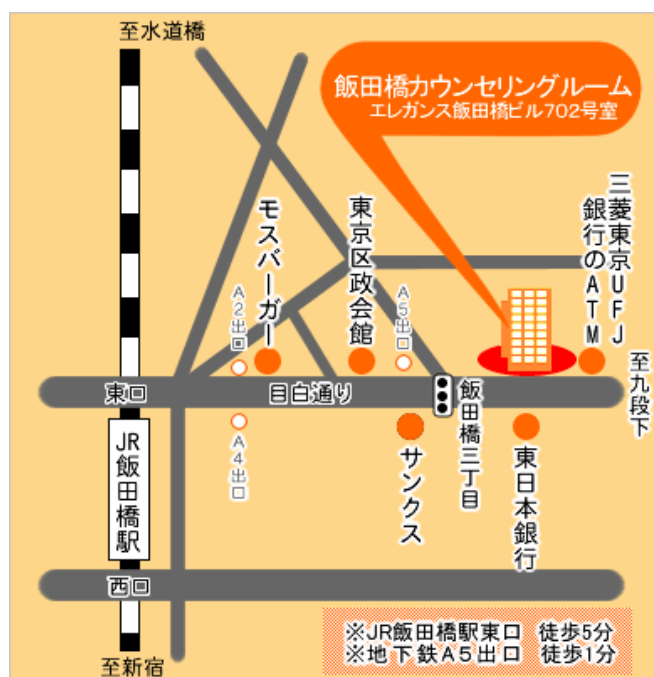 至水道橋
飯田橋カウンセリングルーム
エレガンス飯田橋ビル702号室
三菱東京UFJ
銀行のATM
モスバーガー
東京区政会館
A2出口
A5出口
至九段下
東口
目白通り
飯田橋三丁目
A4出口
サンクス
東日本銀行
JR飯田橋駅
西口
※JR飯田橋駅東口 徒歩5分
※地下鉄A5出口 徒歩1分
至新宿